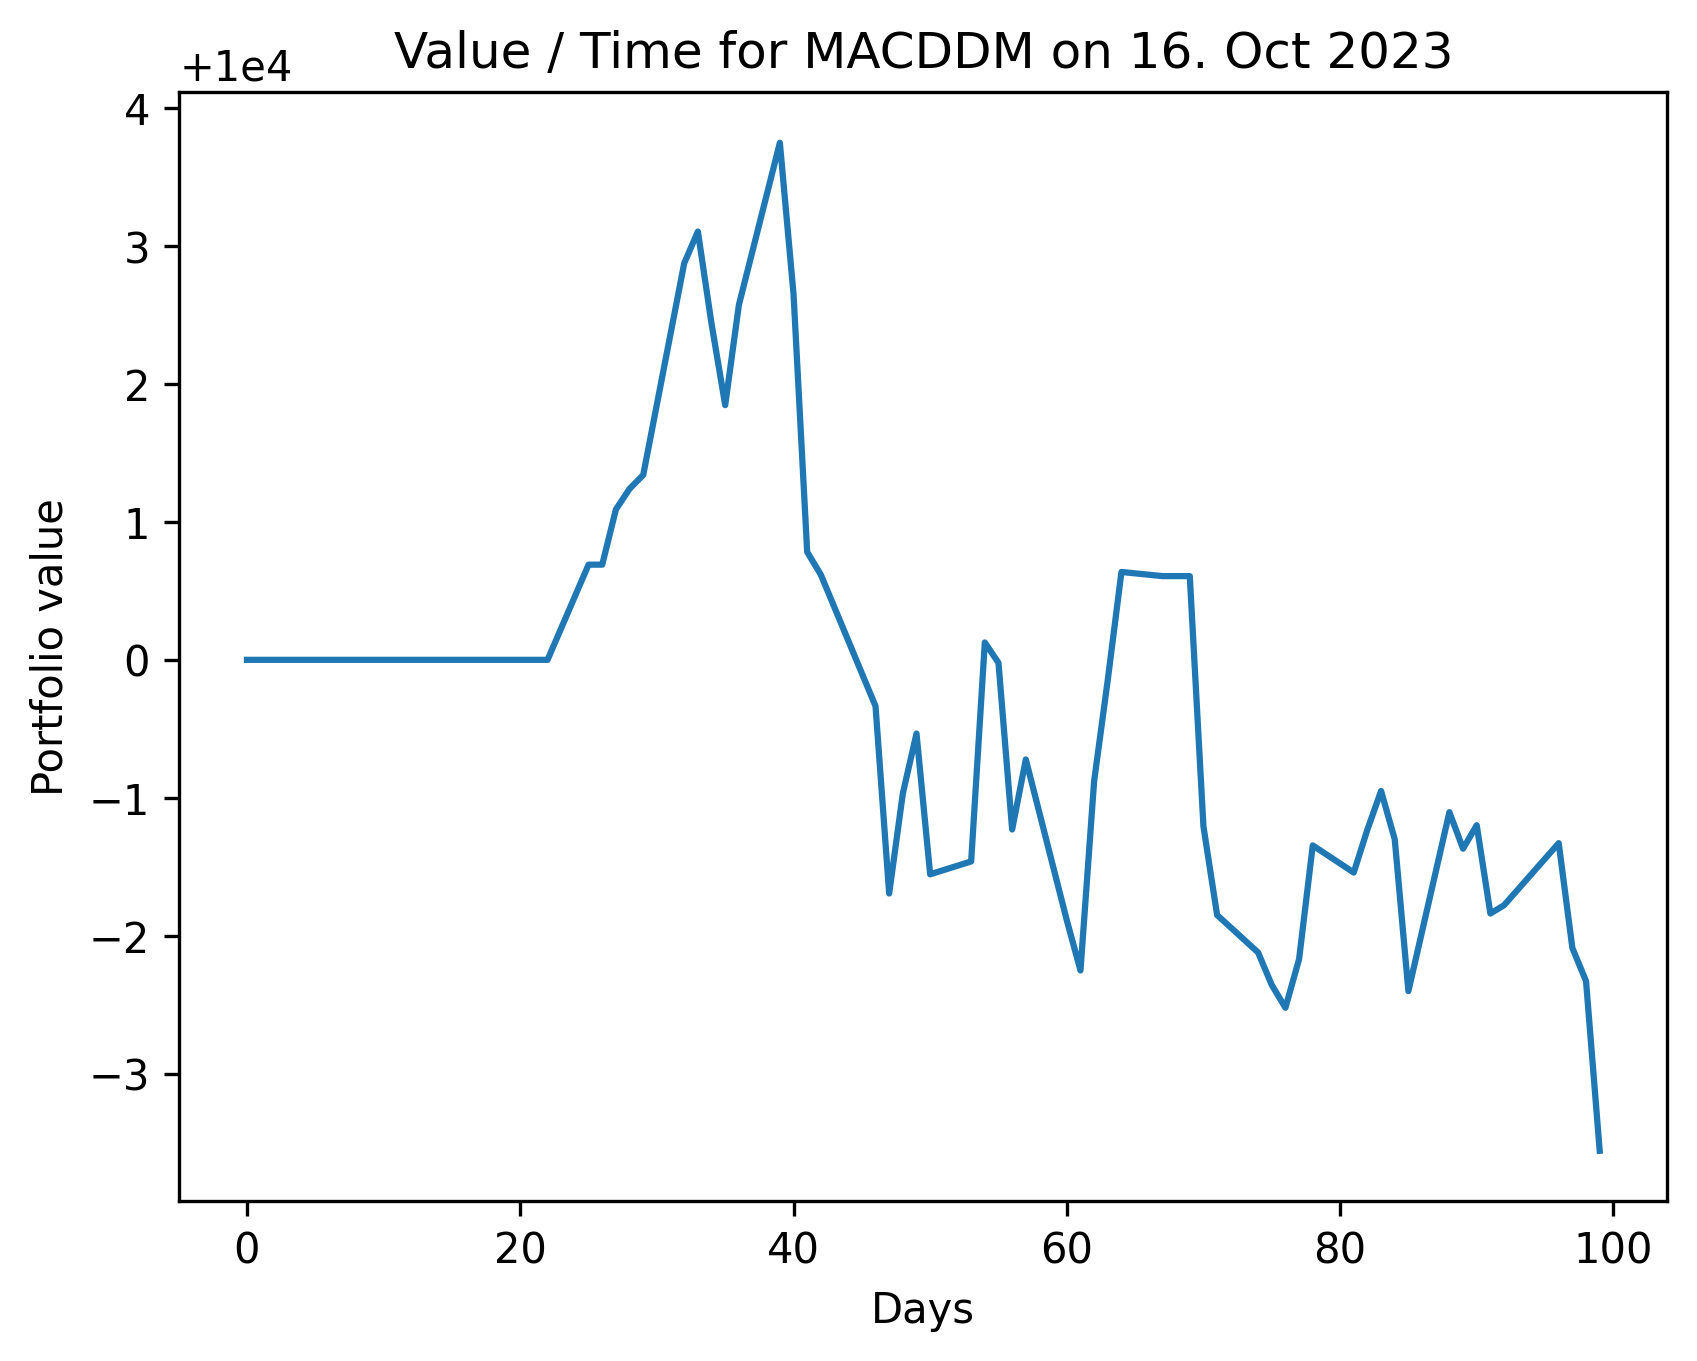 Value / Time for MACDDM on 16. Oct 2023
+1e4
4
3
2
1
0
−1
−2
−3
Portfolio value
0 20 40 60 80 100
Days